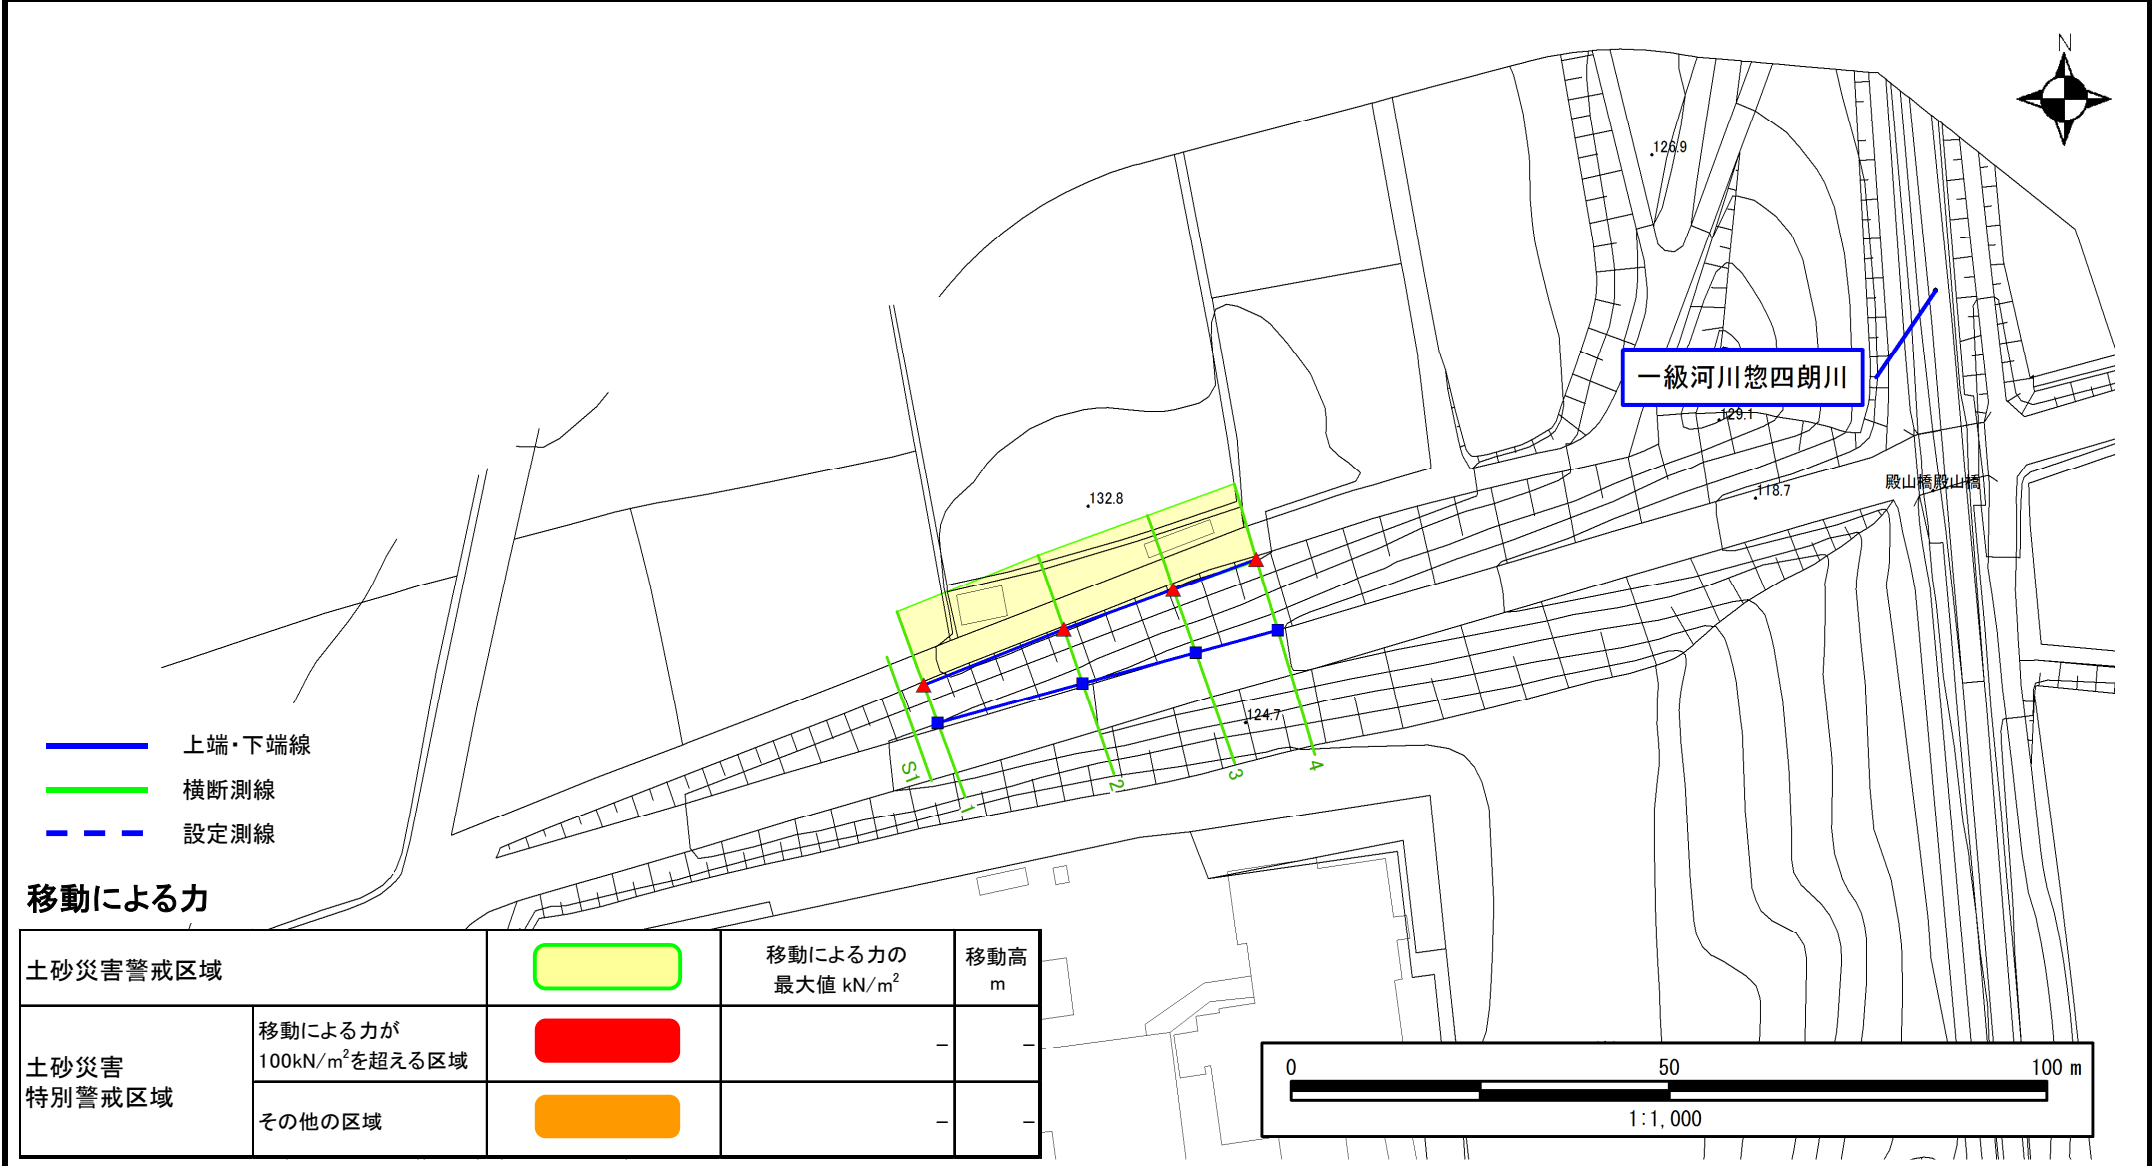 N
126.9
一級河川惣四朗川
129.1
殿山橋殿山橋
118.7
132.8
124.7
S1
1
2
3
4
上端・下端線
横断測線
設定測線
移動による力
土砂災害警戒区域
移動による力の
最大値 kN/m²
移動高
m
土砂災害
特別警戒区域
移動による力が
100kN/m²を超える区域
–
–
その他の区域
–
–
0 50 100 m
1:1,000